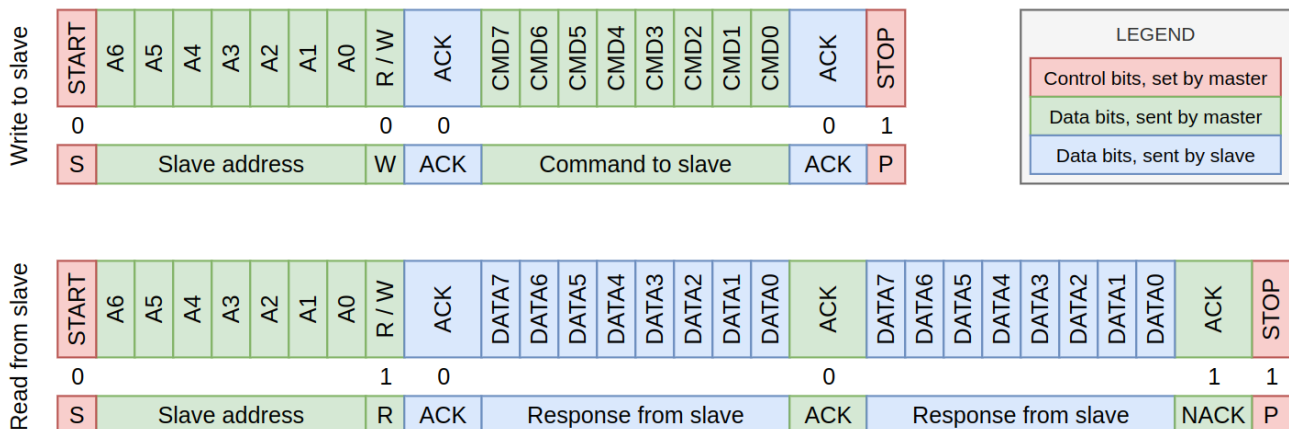 Write to slave
START A6 A5 A4 A3 A2 A1 A0 R / W ACK CMD7 CMD6 CMD5 CMD4 CMD3 CMD2 CMD1 CMD0 ACK STOP
0 0 0 0 1
S Slave address W ACK Command to slave ACK P
LEGEND
Control bits, set by master
Data bits, sent by master
Data bits, sent by slave
Read from slave
START A6 A5 A4 A3 A2 A1 A0 R / W ACK DATA7 DATA6 DATA5 DATA4 DATA3 DATA2 DATA1 DATA0 ACK DATA7 DATA6 DATA5 DATA4 DATA3 DATA2 DATA1 DATA0 ACK STOP
0 1 0 0 1 1
S Slave address R ACK Response from slave ACK Response from slave NACK P